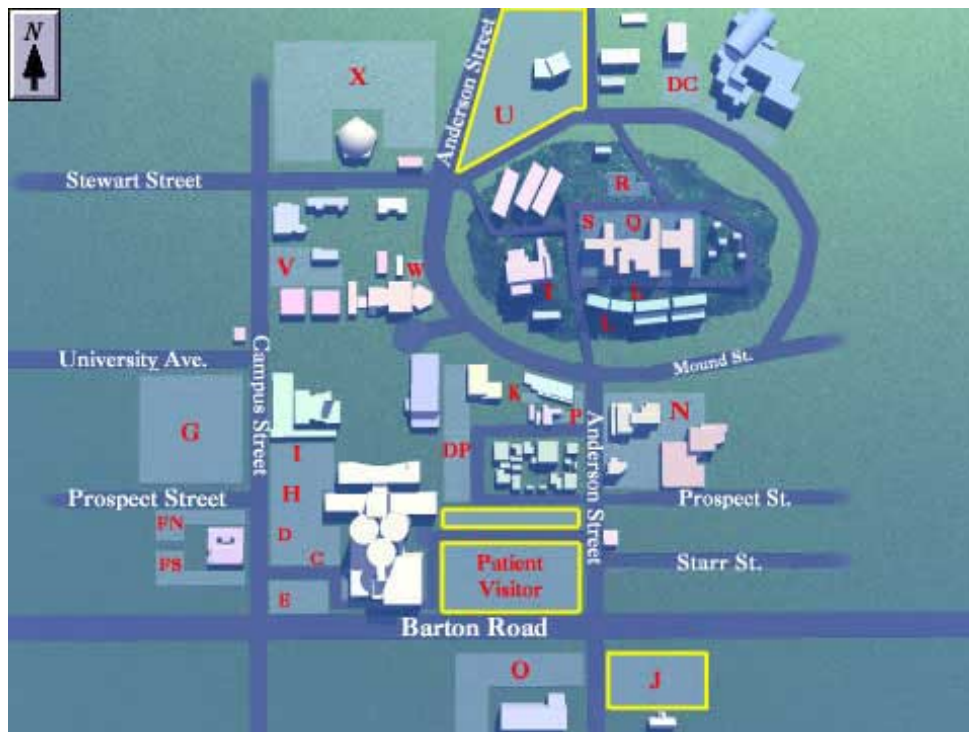 N
X
Anderson Street
U
DC
Stewart Street
R
S Q
V
W
T
L
L
University Ave.
Campus Street
Mound St.
K
P
N
G
Anderson Street
I
DP
H
Prospect Street
Prospect St.
FN
D
FS
C
Patient
Visitor
Starr St.
E
Barton Road
O
J